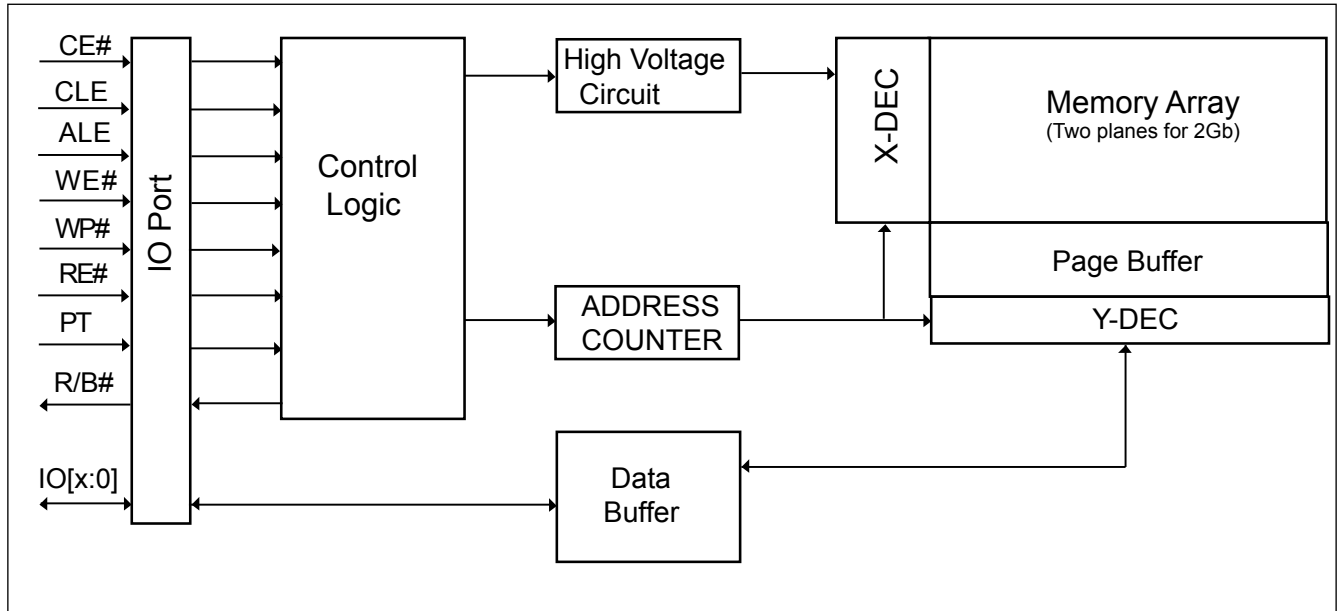 CE#
CLE
ALE
WE#
WP#
RE#
PT
R/B#
IO[x:0]
IO Port
Control
Logic
High Voltage
Circuit
ADDRESS
COUNTER
Data
Buffer
X-DEC
Memory Array
(Two planes for 2Gb)
Page Buffer
Y-DEC